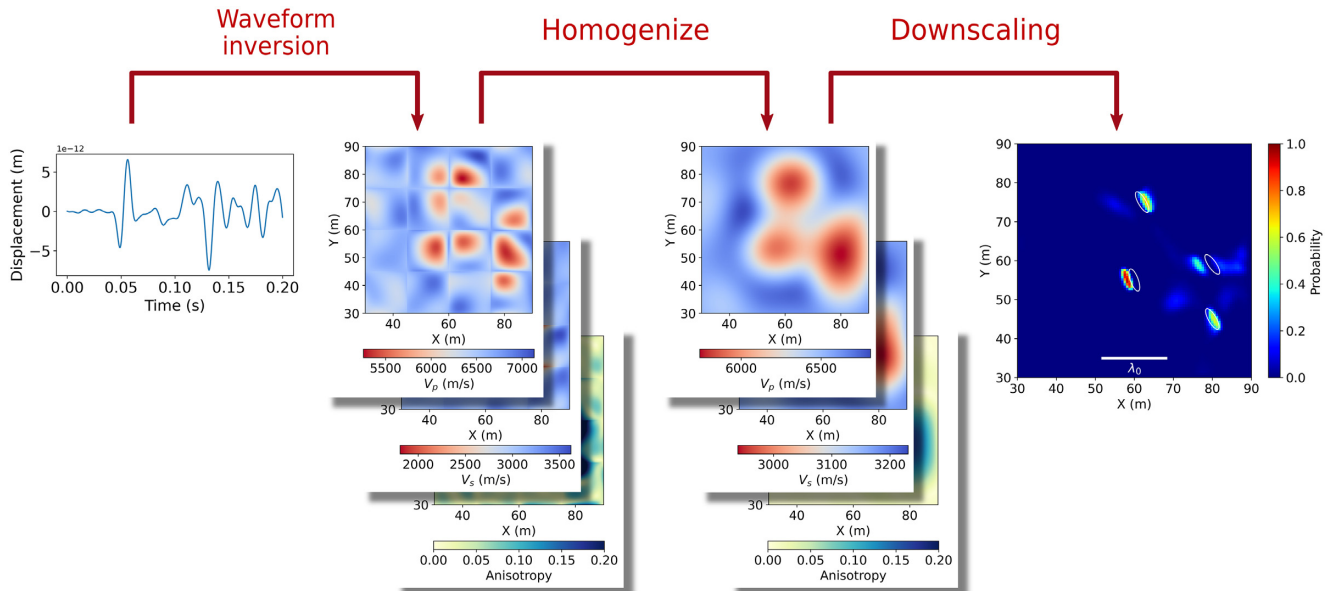 Waveform
inversion
Homogenize
Downscaling
1e−12
Displacement (m)
5
0
−5
0.00 0.05 0.10 0.15 0.20
Time (s)
90
80
70
60
50
40
30
Y (m)
40 60 80
X (m)
5500 6000 6500 7000
Vp (m/s)
30
40 60 80
X (m)
2000 2500 3000 3500
Vs (m/s)
30
40 60 80
X (m)
0.00 0.05 0.10 0.15 0.20
Anisotropy
90
80
70
60
50
40
30
Y (m)
40 60 80
X (m)
6000 6500
Vp (m/s)
30
40 60 80
X (m)
3000 3100 3200
Vs (m/s)
30
40 60 80
X (m)
0.00 0.05 0.10 0.15 0.20
Anisotropy
90
80
70
60
50
40
30
Y (m)
λ0
30 40 50 60 70 80 90
X (m)
1.0
0.8
0.6
0.4
0.2
0.0
Probability